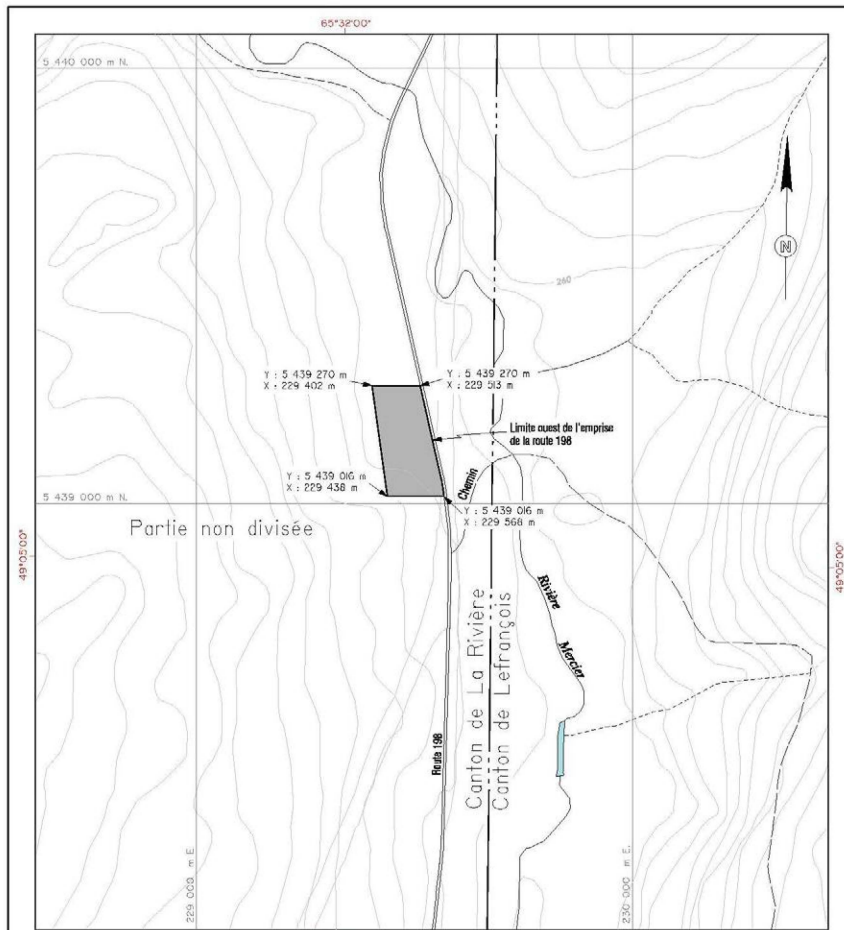 65°32'00"
5 440 000 m N.
N
260
Y : 5 439 270 m
X : 229 402 m
Y : 5 439 270 m
X : 229 513 m
Limite ouest de l'emprise
de la route 198
Y : 5 439 016 m
X : 229 438 m
Chemin
5 439 000 m N.
Y : 5 439 016 m
X : 229 568 m
Partie non divisée
49°05'00"
49°05'00"
Rivière
Mercier
Canton de La Rivière
Canton de Lefrançois
Route 198
229 000 m E.
230 000 m E.